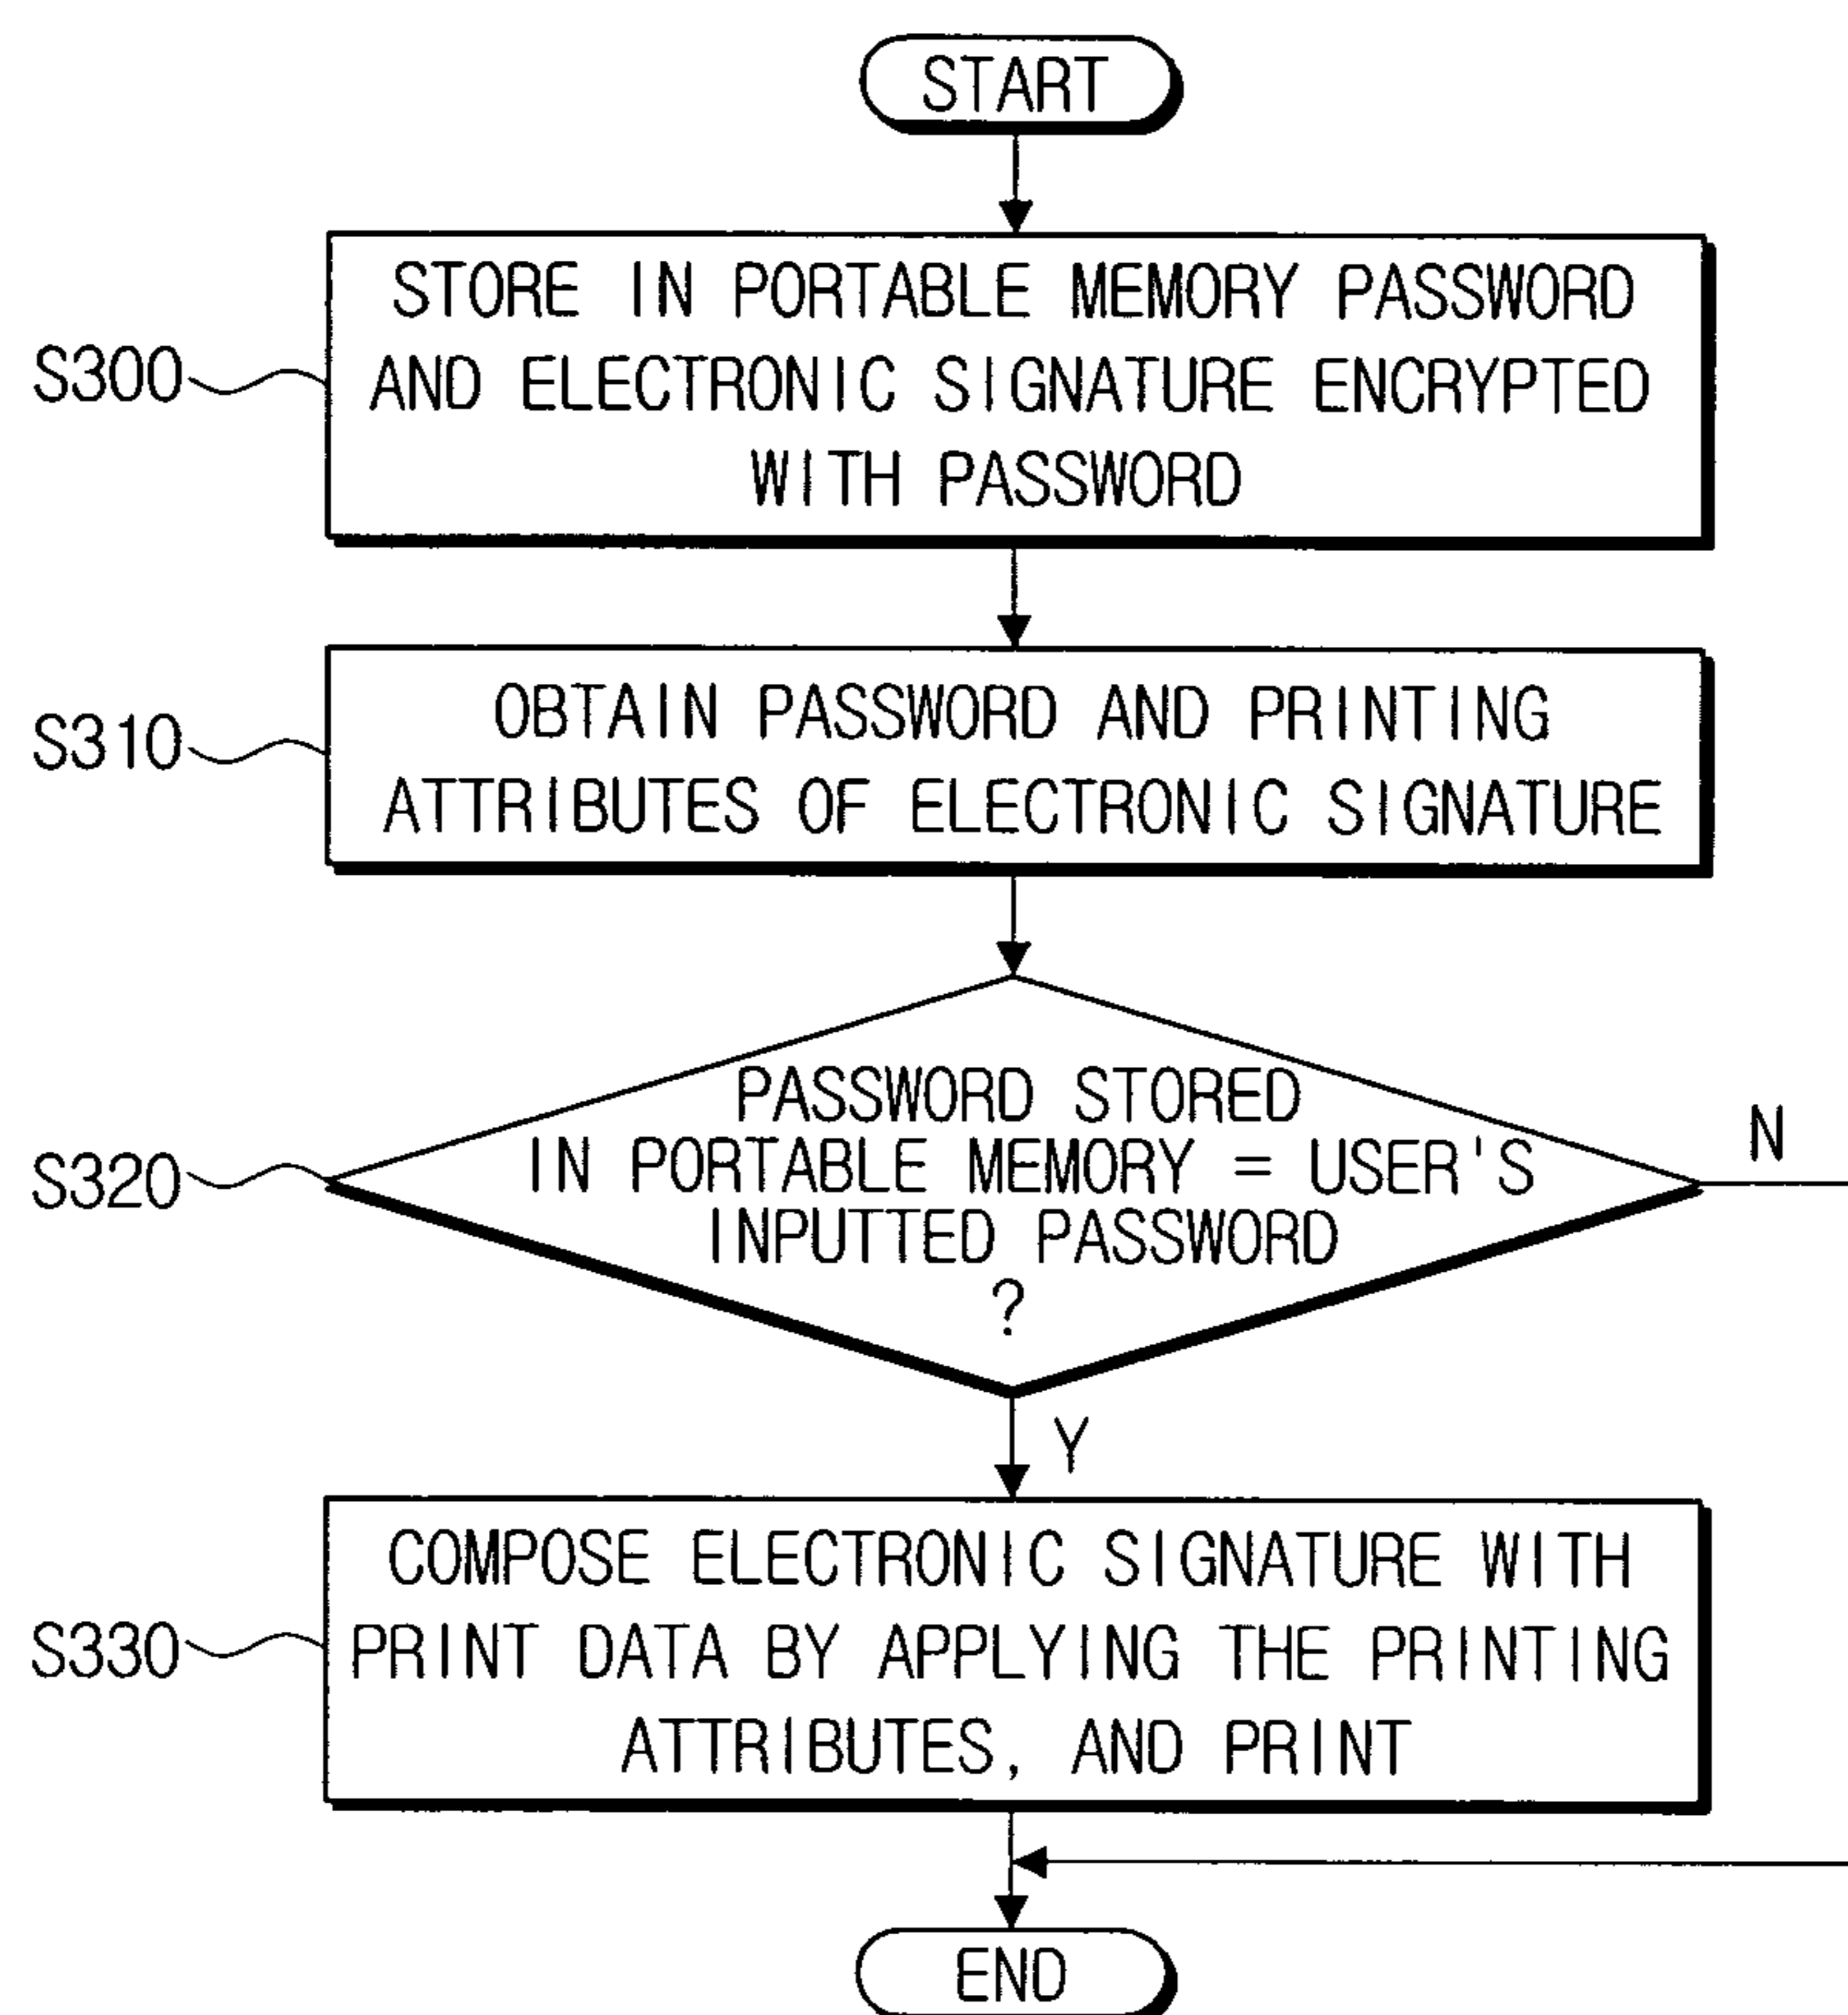 START
STORE IN PORTABLE MEMORY PASSWORD
AND ELECTRONIC SIGNATURE ENCRYPTED
WITH PASSWORD
S300
OBTAIN PASSWORD AND PRINTING
ATTRIBUTES OF ELECTRONIC SIGNATURE
S310
PASSWORD STORED
IN PORTABLE MEMORY = USER'S
INPUTTED PASSWORD
?
S320
N
Y
COMPOSE ELECTRONIC SIGNATURE WITH
PRINT DATA BY APPLYING THE PRINTING
ATTRIBUTES, AND PRINT
S330
END